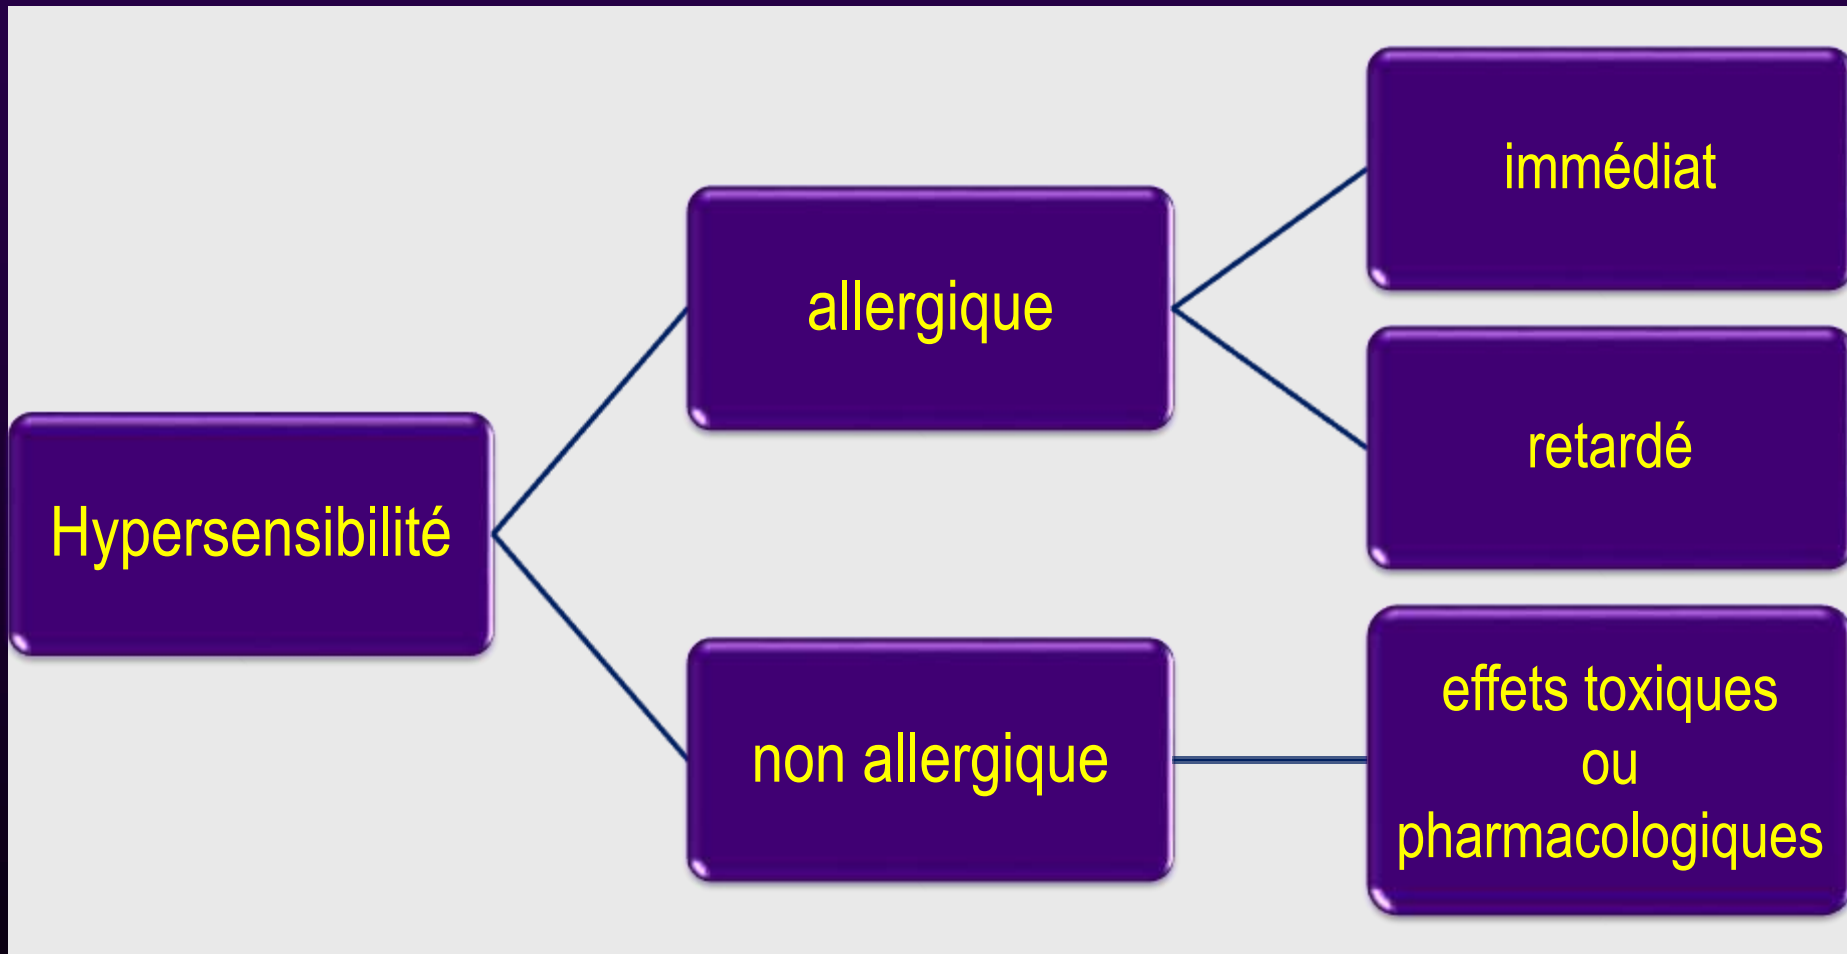 Hypersensibilité
allergique
immédiat
retardé
non allergique
effets toxiques
ou
pharmacologiques